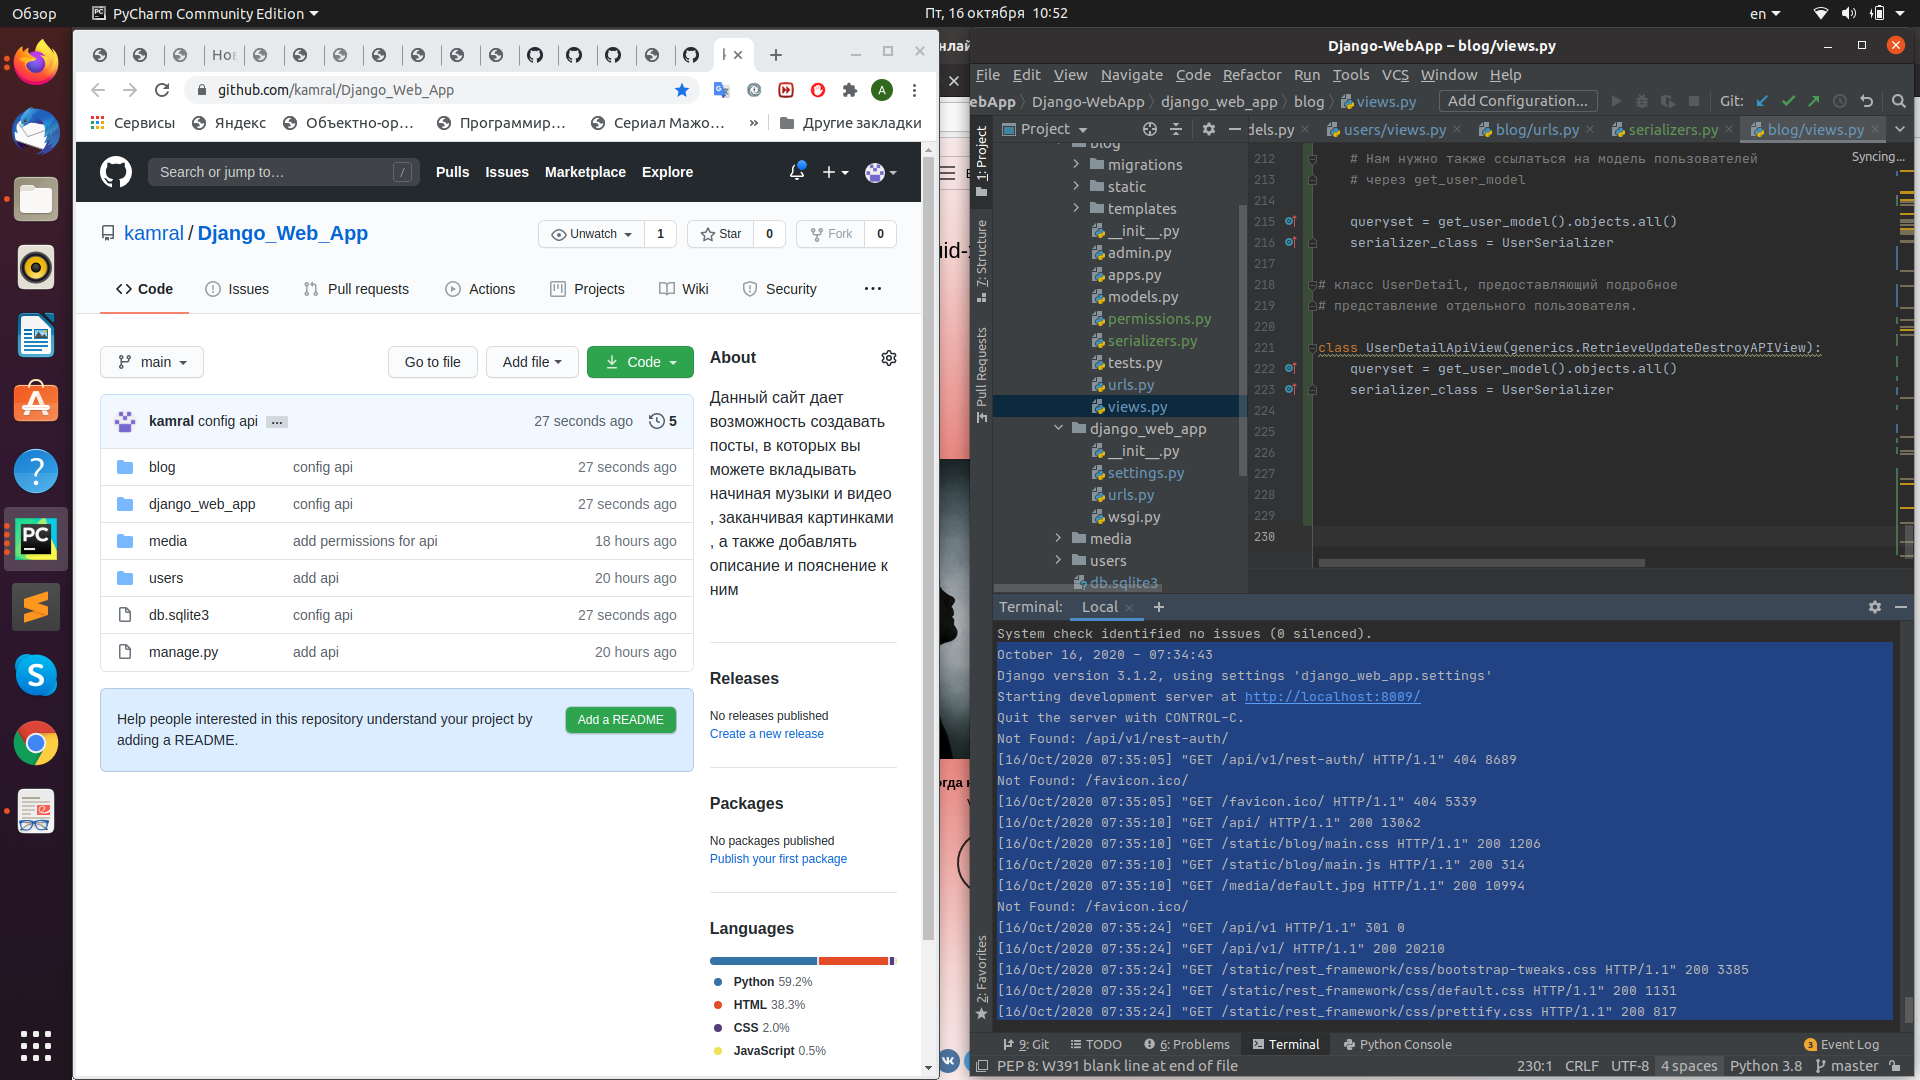 Обзор
PyCharm Community Edition
Пт, 16 октября 10:52
en
Нов
github.com/kamral/Django_Web_App
A
Сервисы
Яндекс
Объектно-ор...
Программир...
Сериал Мажо...
»
Другие закладки
Search or jump to...
/
Pulls
Issues
Marketplace
Explore
kamral / Django_Web_App
Unwatch
1
Star
0
Fork
0
Code
Issues
Pull requests
Actions
Projects
Wiki
Security
main
Go to file
Add file
Code
kamral config api
27 seconds ago
5
blog
config api
27 seconds ago
django_web_app
config api
27 seconds ago
media
add permissions for api
18 hours ago
users
add api
20 hours ago
db.sqlite3
config api
27 seconds ago
manage.py
add api
20 hours ago
Help people interested in this repository understand your project by
adding a README.
Add a README
About
Данный сайт дает
возможность создавать
посты, в которых вы
можете вкладывать
начиная музыки и видео
, заканчивая картинками
, а также добавлять
описание и пояснение к
ним
Releases
No releases published
Create a new release
Packages
No packages published
Publish your first package
Languages
Python 59.2%
HTML 38.3%
CSS 2.0%
JavaScript 0.5%
Django-WebApp – blog/views.py
File
Edit
View
Navigate
Code
Refactor
Run
Tools
VCS
Window
Help
ebApp
Django-WebApp
django_web_app
blog
views.py
Add Configuration...
Git:
Project
dels.py
users/views.py
blog/urls.py
serializers.py
blog/views.py
1: Project
7: Structure
Pull Requests
2: Favorites
blog
migrations
static
templates
__init__.py
admin.py
apps.py
models.py
permissions.py
serializers.py
tests.py
urls.py
views.py
django_web_app
__init__.py
settings.py
urls.py
wsgi.py
media
users
db.sqlite3
Syncing...
212 # Нам нужно также ссылаться на модель пользователей
213 # через get_user_model
214
215 queryset = get_user_model().objects.all()
216 serializer_class = UserSerializer
217
218 # класс UserDetail, предоставляющий подробное
219 # представление отдельного пользователя.
220
221 class UserDetailApiView(generics.RetrieveUpdateDestroyAPIView):
222 queryset = get_user_model().objects.all()
223 serializer_class = UserSerializer
224
225
226
227
228
229
230
Terminal:
Local
System check identified no issues (0 silenced).
October 16, 2020 - 07:34:43
Django version 3.1.2, using settings 'django_web_app.settings'
Starting development server at http://localhost:8009/
Quit the server with CONTROL-C.
Not Found: /api/v1/rest-auth/
[16/Oct/2020 07:35:05] "GET /api/v1/rest-auth/ HTTP/1.1" 404 8689
Not Found: /favicon.ico/
[16/Oct/2020 07:35:05] "GET /favicon.ico/ HTTP/1.1" 404 5339
[16/Oct/2020 07:35:10] "GET /api/ HTTP/1.1" 200 13062
[16/Oct/2020 07:35:10] "GET /static/blog/main.css HTTP/1.1" 200 1206
[16/Oct/2020 07:35:10] "GET /static/blog/main.js HTTP/1.1" 200 314
[16/Oct/2020 07:35:10] "GET /media/default.jpg HTTP/1.1" 200 10994
Not Found: /favicon.ico/
[16/Oct/2020 07:35:24] "GET /api/v1 HTTP/1.1" 301 0
[16/Oct/2020 07:35:24] "GET /api/v1/ HTTP/1.1" 200 20210
[16/Oct/2020 07:35:24] "GET /static/rest_framework/css/bootstrap-tweaks.css HTTP/1.1" 200 3385
[16/Oct/2020 07:35:24] "GET /static/rest_framework/css/default.css HTTP/1.1" 200 1131
[16/Oct/2020 07:35:24] "GET /static/rest_framework/css/prettify.css HTTP/1.1" 200 817
9: Git
TODO
6: Problems
Terminal
Python Console
3 Event Log
PEP 8: W391 blank line at end of file
230:1
CRLF
UTF-8
4 spaces
Python 3.8
master